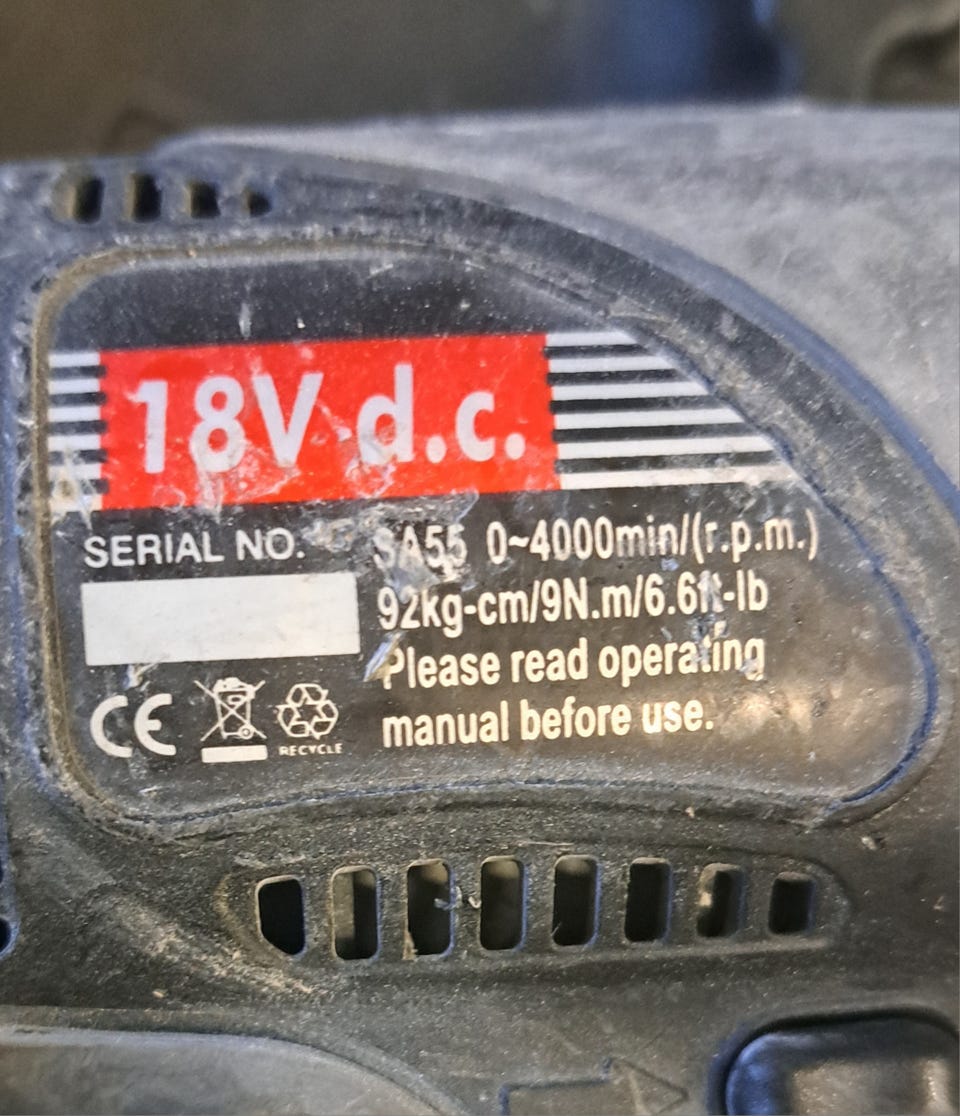 18V d.c.
SERIAL NO.
SA55 0~4000min/(r.p.m.)
92kg-cm/9N.m/6.6ft-lb
Please read operating
manual before use.
CE
RECYCLE